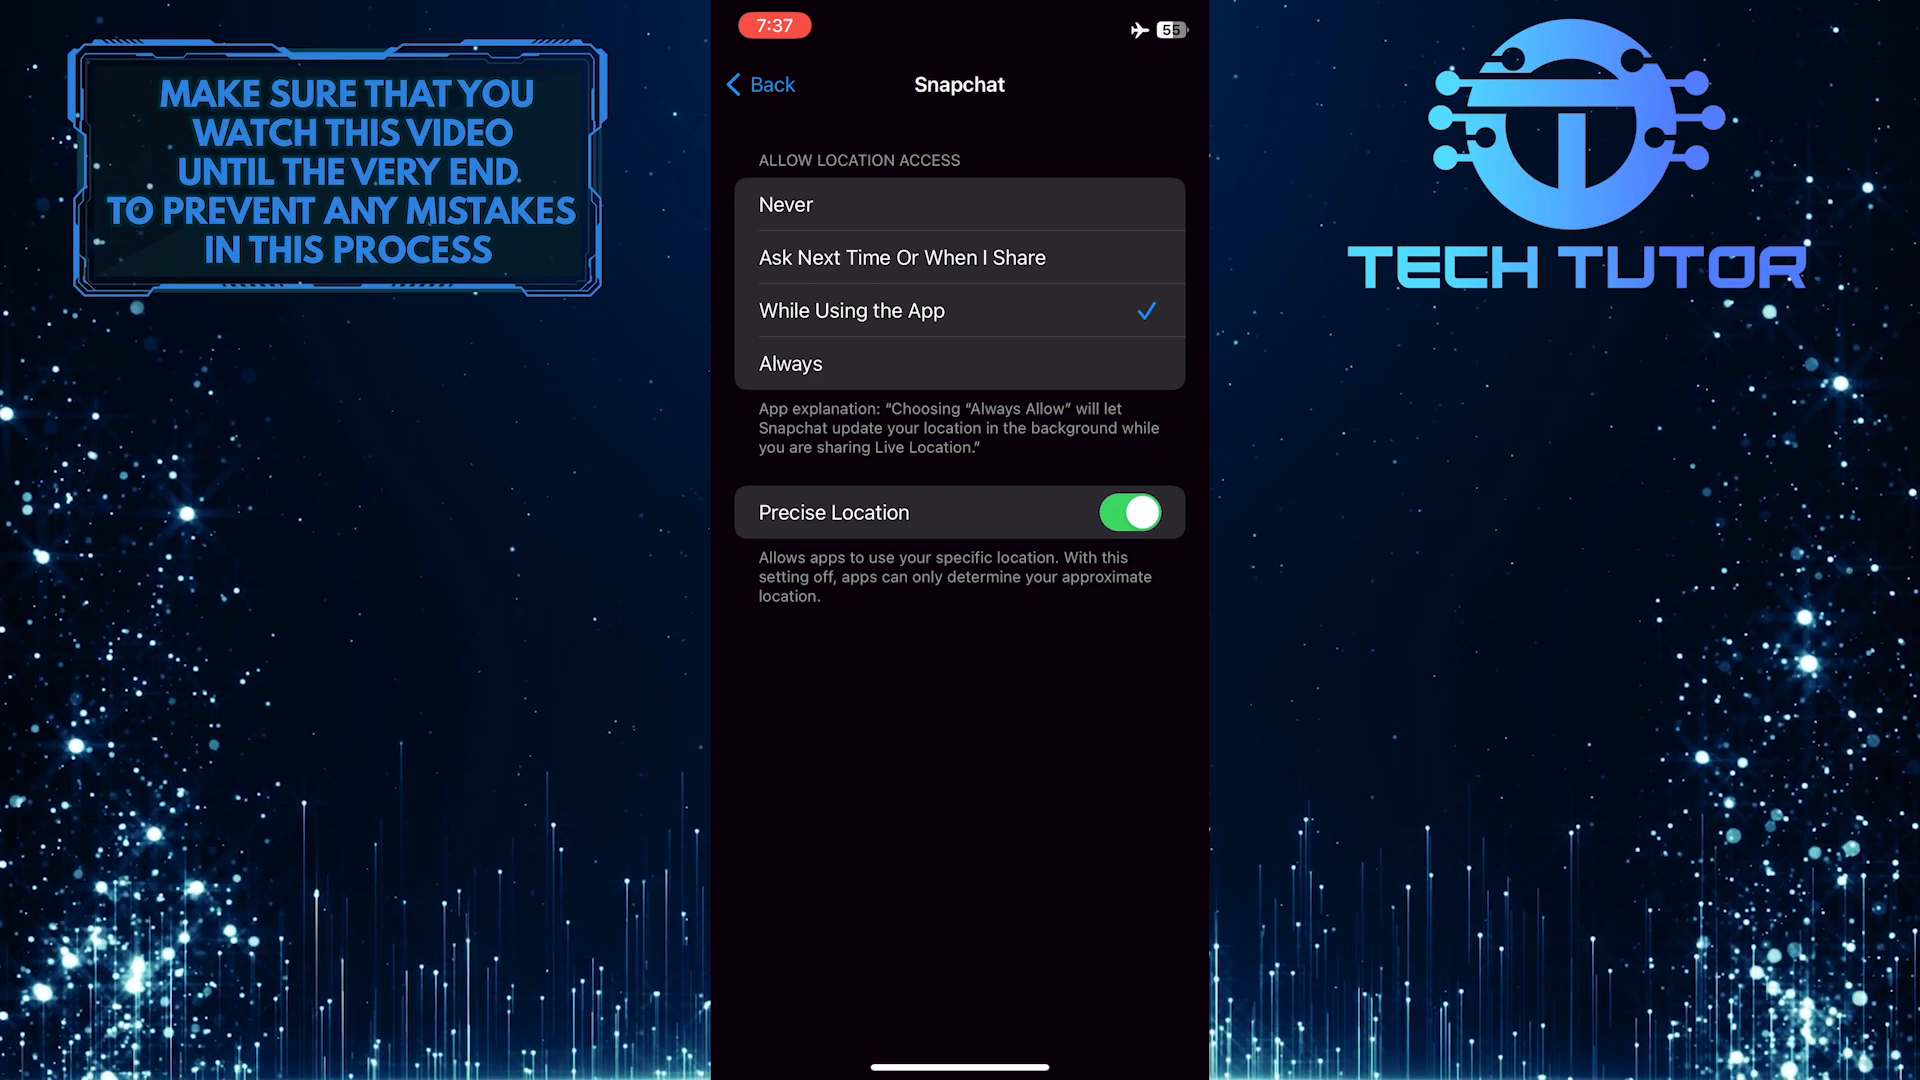 MAKE SURE THAT YOU
WATCH THIS VIDEO
UNTIL THE VERY END
TO PREVENT ANY MISTAKES
IN THIS PROCESS
7:37
55
Back
Snapchat
ALLOW LOCATION ACCESS
Never
Ask Next Time Or When I Share
While Using the App
Always
App explanation: “Choosing “Always Allow” will let
Snapchat update your location in the background while
you are sharing Live Location.”
Precise Location
Allows apps to use your specific location. With this
setting off, apps can only determine your approximate
location.
TECH TUTOR